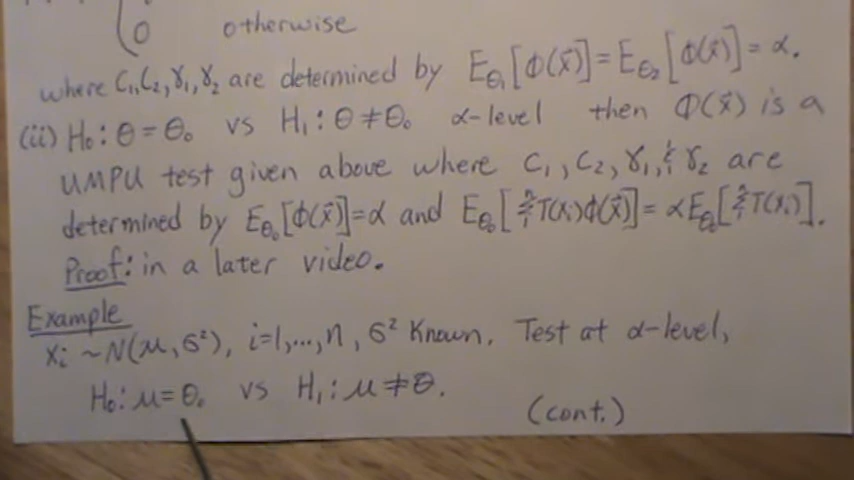 0 otherwise
where C₁, C₂, γ₁, γ₂ are determined by E_θ₁[Φ(x⃗)] = E_θ₂[Φ(x⃗)] = α.
(ii) H₀: θ = θ₀ vs H₁: θ ≠ θ₀ α-level then Φ(x⃗) is a
UMPU test given above where C₁, C₂, γ₁, & γ₂ are
determined by E_θ₀[Φ(x⃗)] = α and E_θ₀[Σⁿ₁T(xᵢ)Φ(x⃗)] = αE_θ₀[Σⁿ₁T(xᵢ)].
Proof: in a later video.
Example
xᵢ ~ N(μ, σ²), i=1,...,n, σ² Known. Test at α-level,
H₀: μ = θ₀ vs H₁: μ ≠ θ.
(cont.)